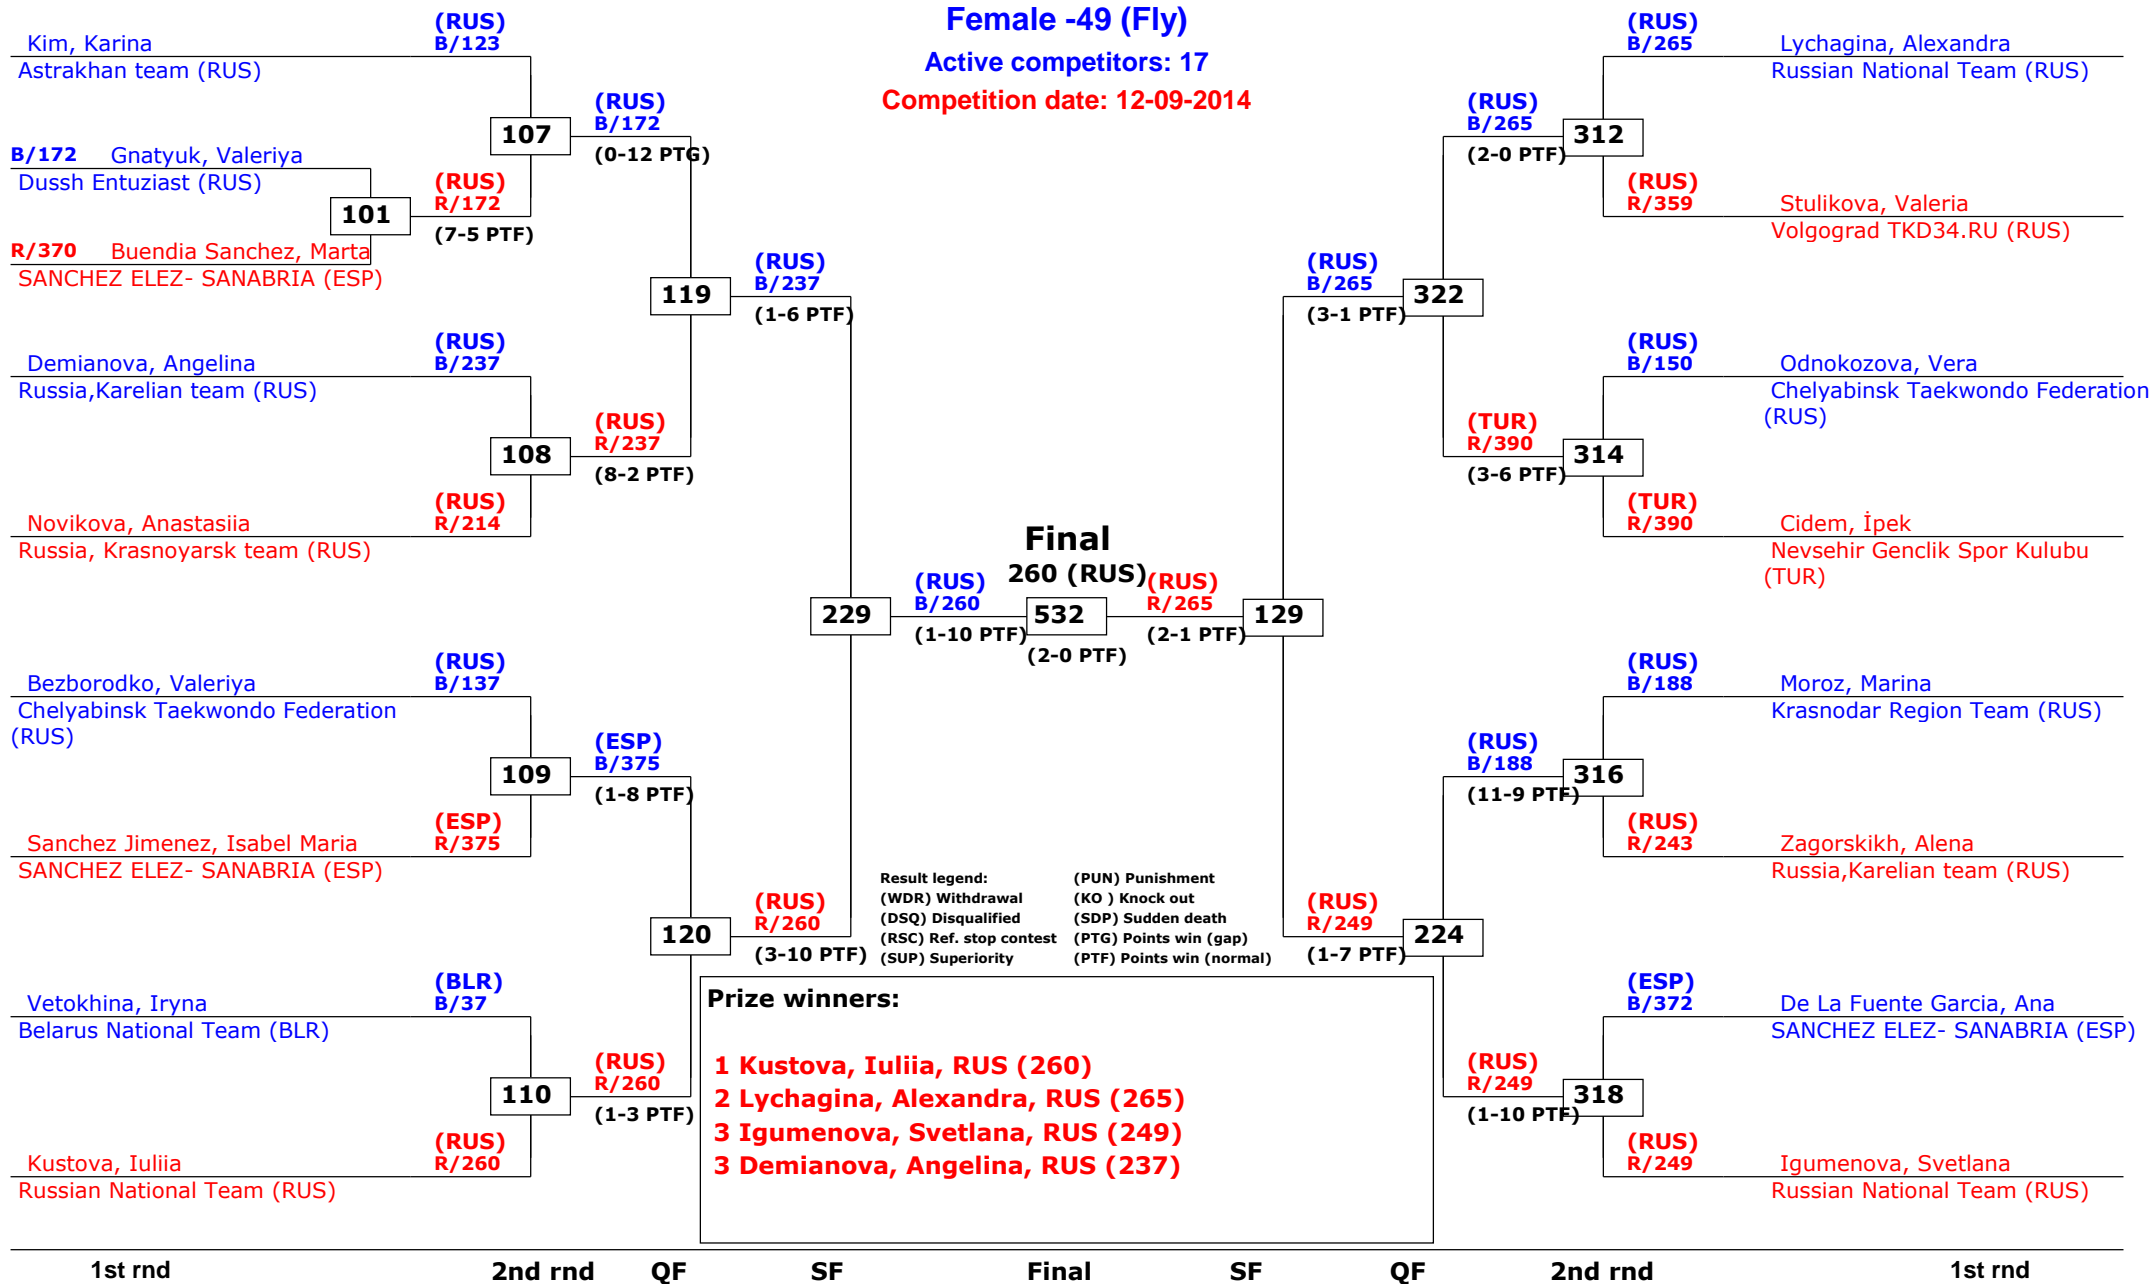 Female -49 (Fly)
Active competitors: 17
Competition date: 12-09-2014
(RUS)
Kim, Karina B/123
Astrakhan team (RUS)
(RUS)
B/172
107
(0-12 PTG)
B/172 Gnatyuk, Valeriya
Dussh Entuziast (RUS)
(RUS)
R/172
101
(7-5 PTF)
R/370 Buendia Sanchez, Marta
SANCHEZ ELEZ- SANABRIA (ESP)
(RUS)
B/237
119
(1-6 PTF)
(RUS)
Demianova, Angelina B/237
Russia,Karelian team (RUS)
(RUS)
R/237
108
(8-2 PTF)
(RUS)
Novikova, Anastasiia R/214
Russia, Krasnoyarsk team (RUS)
(RUS)
B/260
229
(1-10 PTF)
(RUS)
Bezborodko, Valeriya B/137
Chelyabinsk Taekwondo Federation
(RUS)
(ESP)
B/375
109
(1-8 PTF)
(ESP)
Sanchez Jimenez, Isabel Maria R/375
SANCHEZ ELEZ- SANABRIA (ESP)
(RUS)
R/260
120
(3-10 PTF)
(BLR)
Vetokhina, Iryna B/37
Belarus National Team (BLR)
(RUS)
R/260
110
(1-3 PTF)
(RUS)
Kustova, Iuliia R/260
Russian National Team (RUS)
Final
260 (RUS)
532
(2-0 PTF)
(RUS)
R/265
129
(2-1 PTF)
(RUS)
B/265 Lychagina, Alexandra
Russian National Team (RUS)
(RUS)
B/265
312
(2-0 PTF)
(RUS)
R/359 Stulikova, Valeria
Volgograd TKD34.RU (RUS)
(RUS)
B/265
322
(3-1 PTF)
(RUS)
B/150 Odnokozova, Vera
Chelyabinsk Taekwondo Federation
(RUS)
(TUR)
R/390
314
(3-6 PTF)
(TUR)
R/390 Cidem, İpek
Nevsehir Genclik Spor Kulubu
(TUR)
(RUS)
B/188 Moroz, Marina
Krasnodar Region Team (RUS)
(RUS)
B/188
316
(11-9 PTF)
(RUS)
R/243 Zagorskikh, Alena
Russia,Karelian team (RUS)
(RUS)
R/249
224
(1-7 PTF)
(ESP)
B/372 De La Fuente Garcia, Ana
SANCHEZ ELEZ- SANABRIA (ESP)
(RUS)
R/249
318
(1-10 PTF)
(RUS)
R/249 Igumenova, Svetlana
Russian National Team (RUS)
Result legend: (PUN) Punishment
(WDR) Withdrawal (KO ) Knock out
(DSQ) Disqualified (SDP) Sudden death
(RSC) Ref. stop contest (PTG) Points win (gap)
(SUP) Superiority (PTF) Points win (normal)
Prize winners:
1 Kustova, Iuliia, RUS (260)
2 Lychagina, Alexandra, RUS (265)
3 Igumenova, Svetlana, RUS (249)
3 Demianova, Angelina, RUS (237)
1st rnd 2nd rnd QF SF Final SF QF 2nd rnd 1st rnd